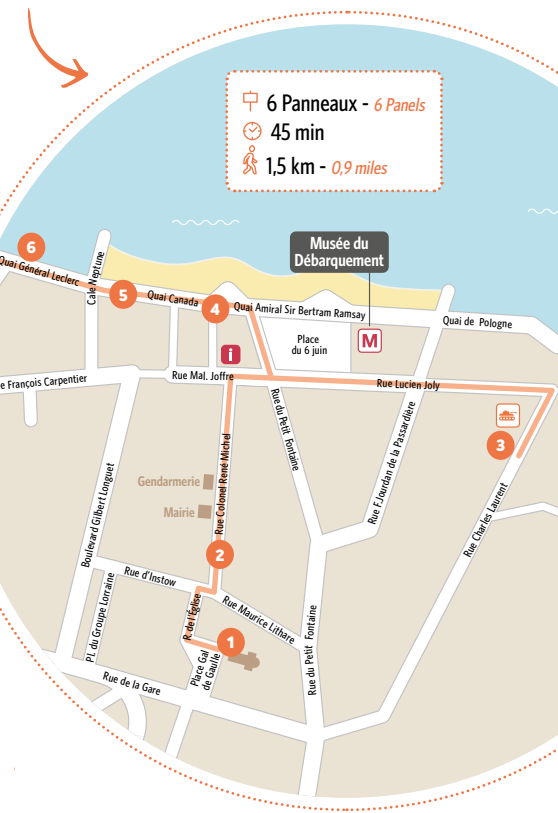 6 Panneaux - 6 Panels
45 min
1,5 km - 0,9 miles
Musée du
Débarquement
6
Quai Général Leclerc
Cale Neptune
5
Quai Canada
4
Quai Amiral Sir Bertram Ramsay
Quai de Pologne
Place
du 6 juin
M
i
e François Carpentier
Rue Mal. Joffre
Rue Lucien Joly
Rue du Petit Fontaine
Rue F.Jourdan de la Passardière
3
Rue Charles Laurent
Boulevard Gilbert Longuet
Rue Colonel René Michel
Gendarmerie
Mairie
2
Rue d'Instow
Pl. du Groupe Lorraine
R. de l'Église
Rue Maurice Lithare
1
Place Gal
de Gaulle
Rue du Petit Fontaine
Rue de la Gare